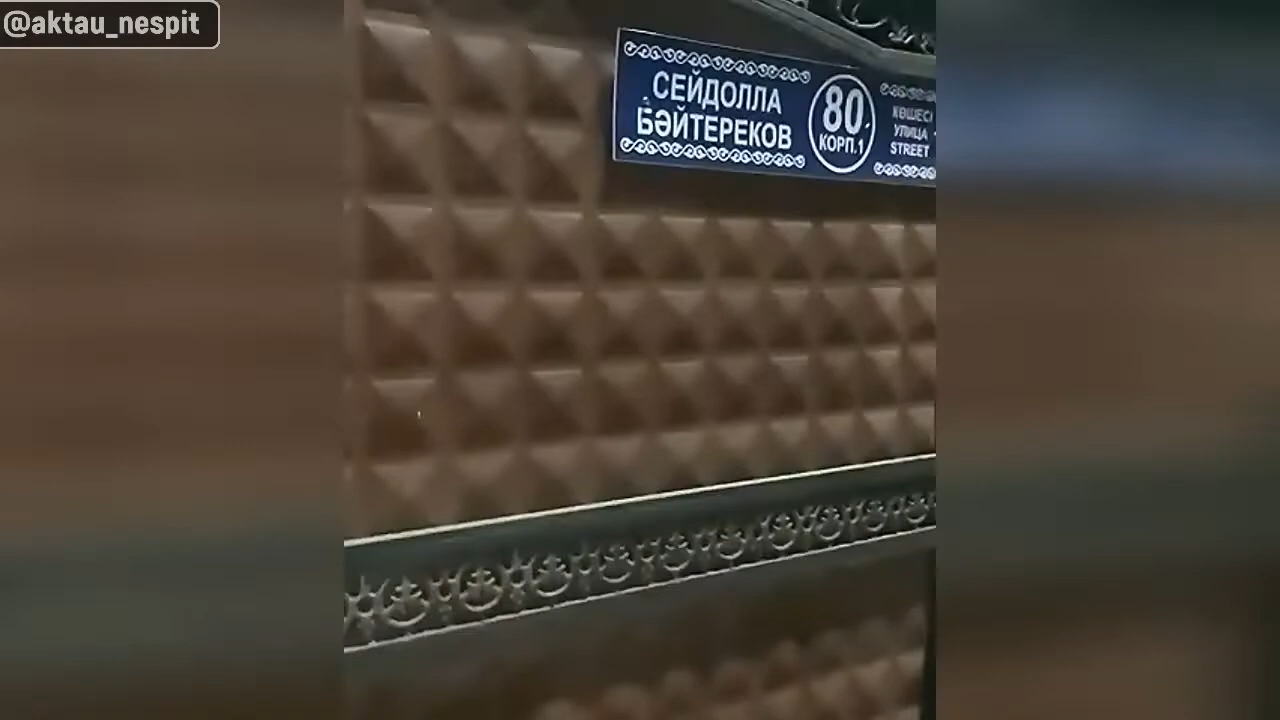 @aktau_nespit
СЕЙДОЛЛА
БӘЙТЕРЕКОВ
80
КОРП.1
КӨШЕСІ
УЛИЦА
STREET